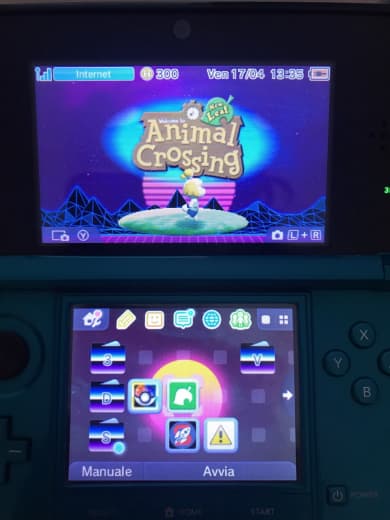 Internet 300 Ven 17/04 13:35
Welcome to
New Leaf
Animal
Crossing
Y L + R
3 V
D
S
Manuale Avvia
X
Y
B
POWER
SELECT HOME START